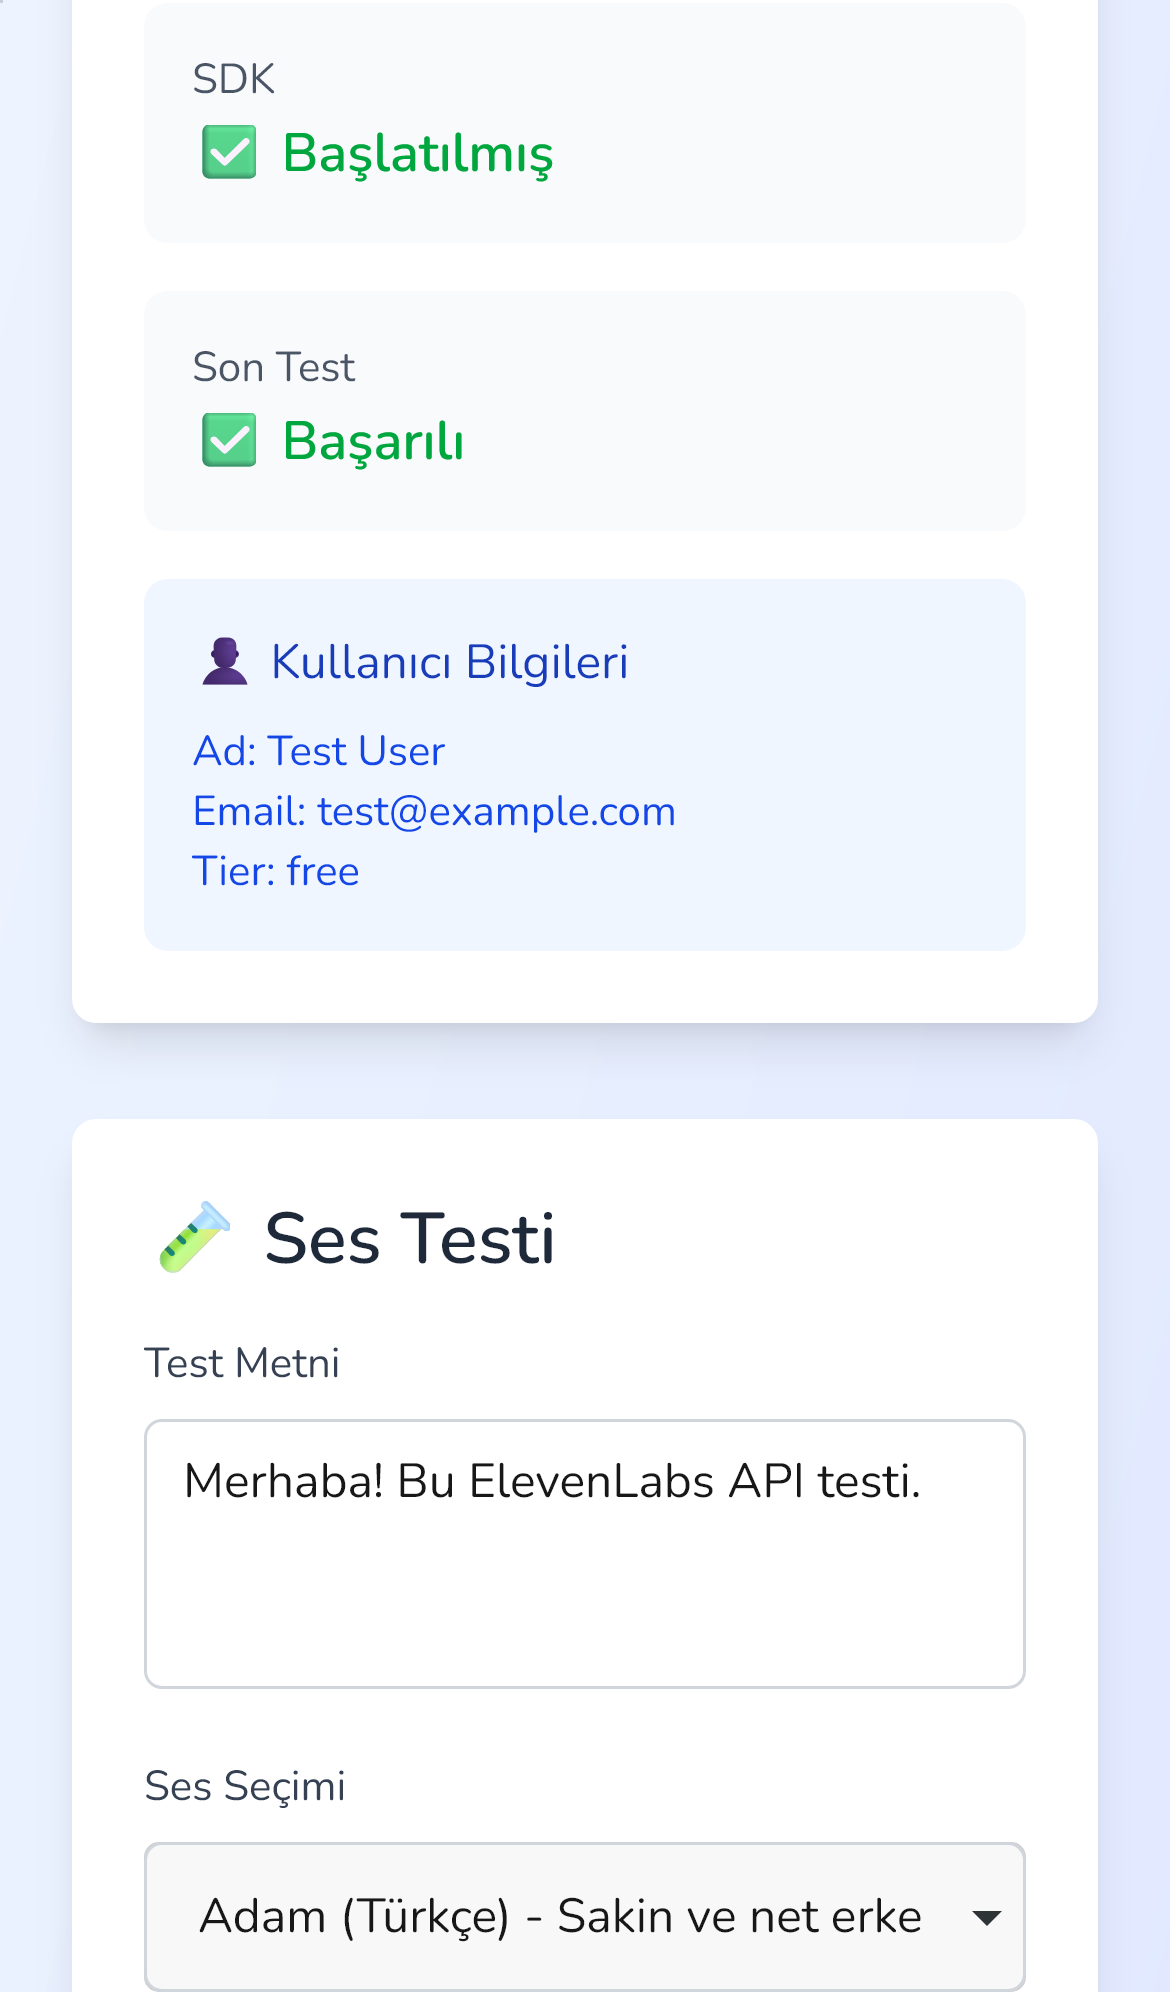 SDK
✅ Başlatılmış
Son Test
✅ Başarılı
👤 Kullanıcı Bilgileri
Ad: Test User
Email: test@example.com
Tier: free
🧪 Ses Testi
Test Metni
Merhaba! Bu ElevenLabs API testi.
Ses Seçimi
Adam (Türkçe) - Sakin ve net erke